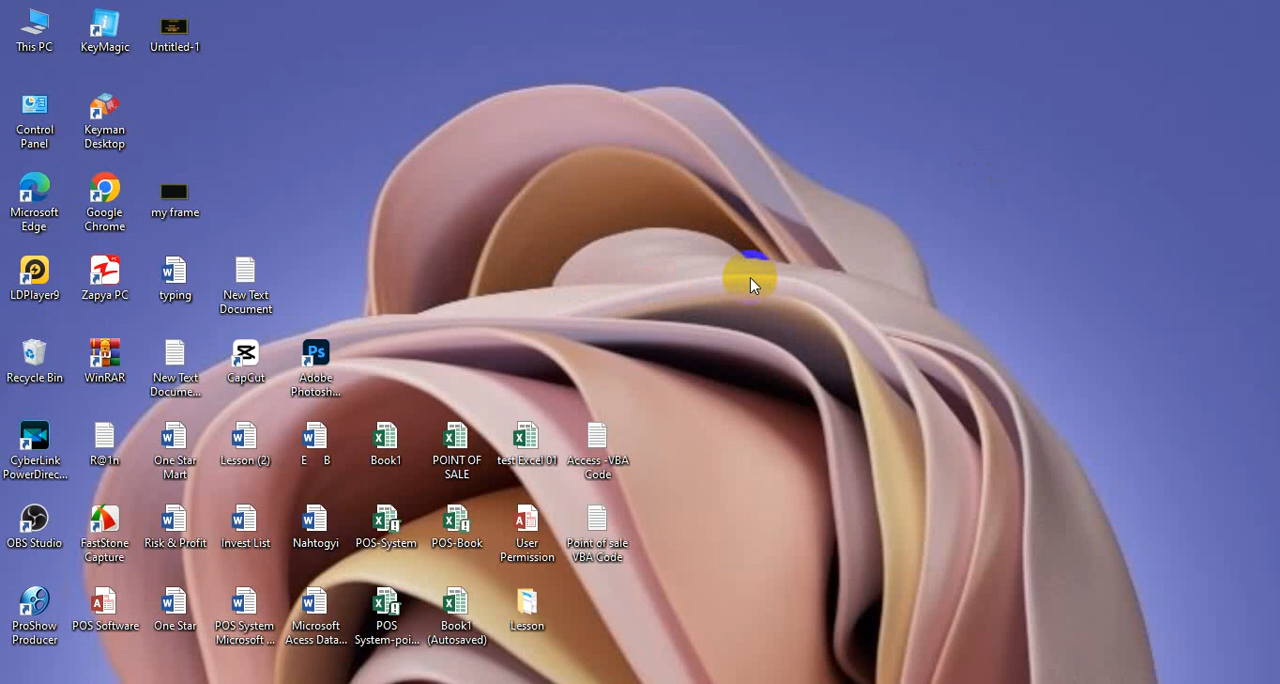 This PC
KeyMagic
Untitled-1
Control
Panel
Keyman
Desktop
Microsoft
Edge
Google
Chrome
my frame
LDPlayer9
Zapya PC
typing
New Text
Document
Recycle Bin
WinRAR
New Text
Docume...
CapCut
Adobe
Photosh...
Ps
CyberLink
PowerDirec...
R@1n
One Star
Mart
Lesson (2)
E B
Book1
POINT OF
SALE
test Excel 01
Access -VBA
Code
OBS Studio
FastStone
Capture
Risk & Profit
Invest List
Nahtogyi
POS-System
POS-Book
User
Permission
Point of sale
VBA Code
ProShow
Producer
POS Software
One Star
POS System
Microsoft ...
Microsoft
Acess Data...
POS
System-poi...
Book1
(Autosaved)
Lesson